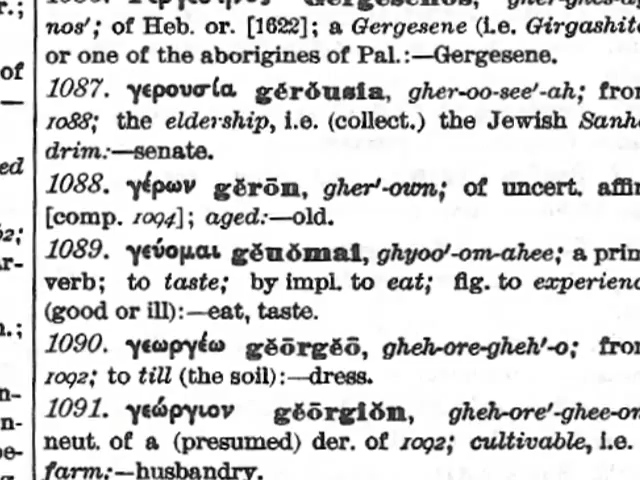 nos'; of Heb. or. [1622]; a Gergesene (i.e. Girgashite
or one of the aborigines of Pal.:—Gergesene.
1087. γερουσία gĕrŏusia, gher-oo-see'-ah; from
1088; the eldership, i.e. (collect.) the Jewish Sanhe-
drim:—senate.
1088. γέρων gĕrōn, gher'-own; of uncert. affin
[comp. 1094]; aged:—old.
1089. γεύομαι gĕuŏmai, ghyoo'-om-ahee; a prim
verb; to taste; by impl. to eat; fig. to experience
(good or ill):—eat, taste.
1090. γεωργέω gĕōrgĕō, gheh-ore-gheh'-o; from
1092; to till (the soil):—dress.
1091. γεώργιον gĕōrgiŏn, gheh-ore'-ghee-on
neut. of a (presumed) der. of 1092; cultivable, i.e.
farm:—husbandry.